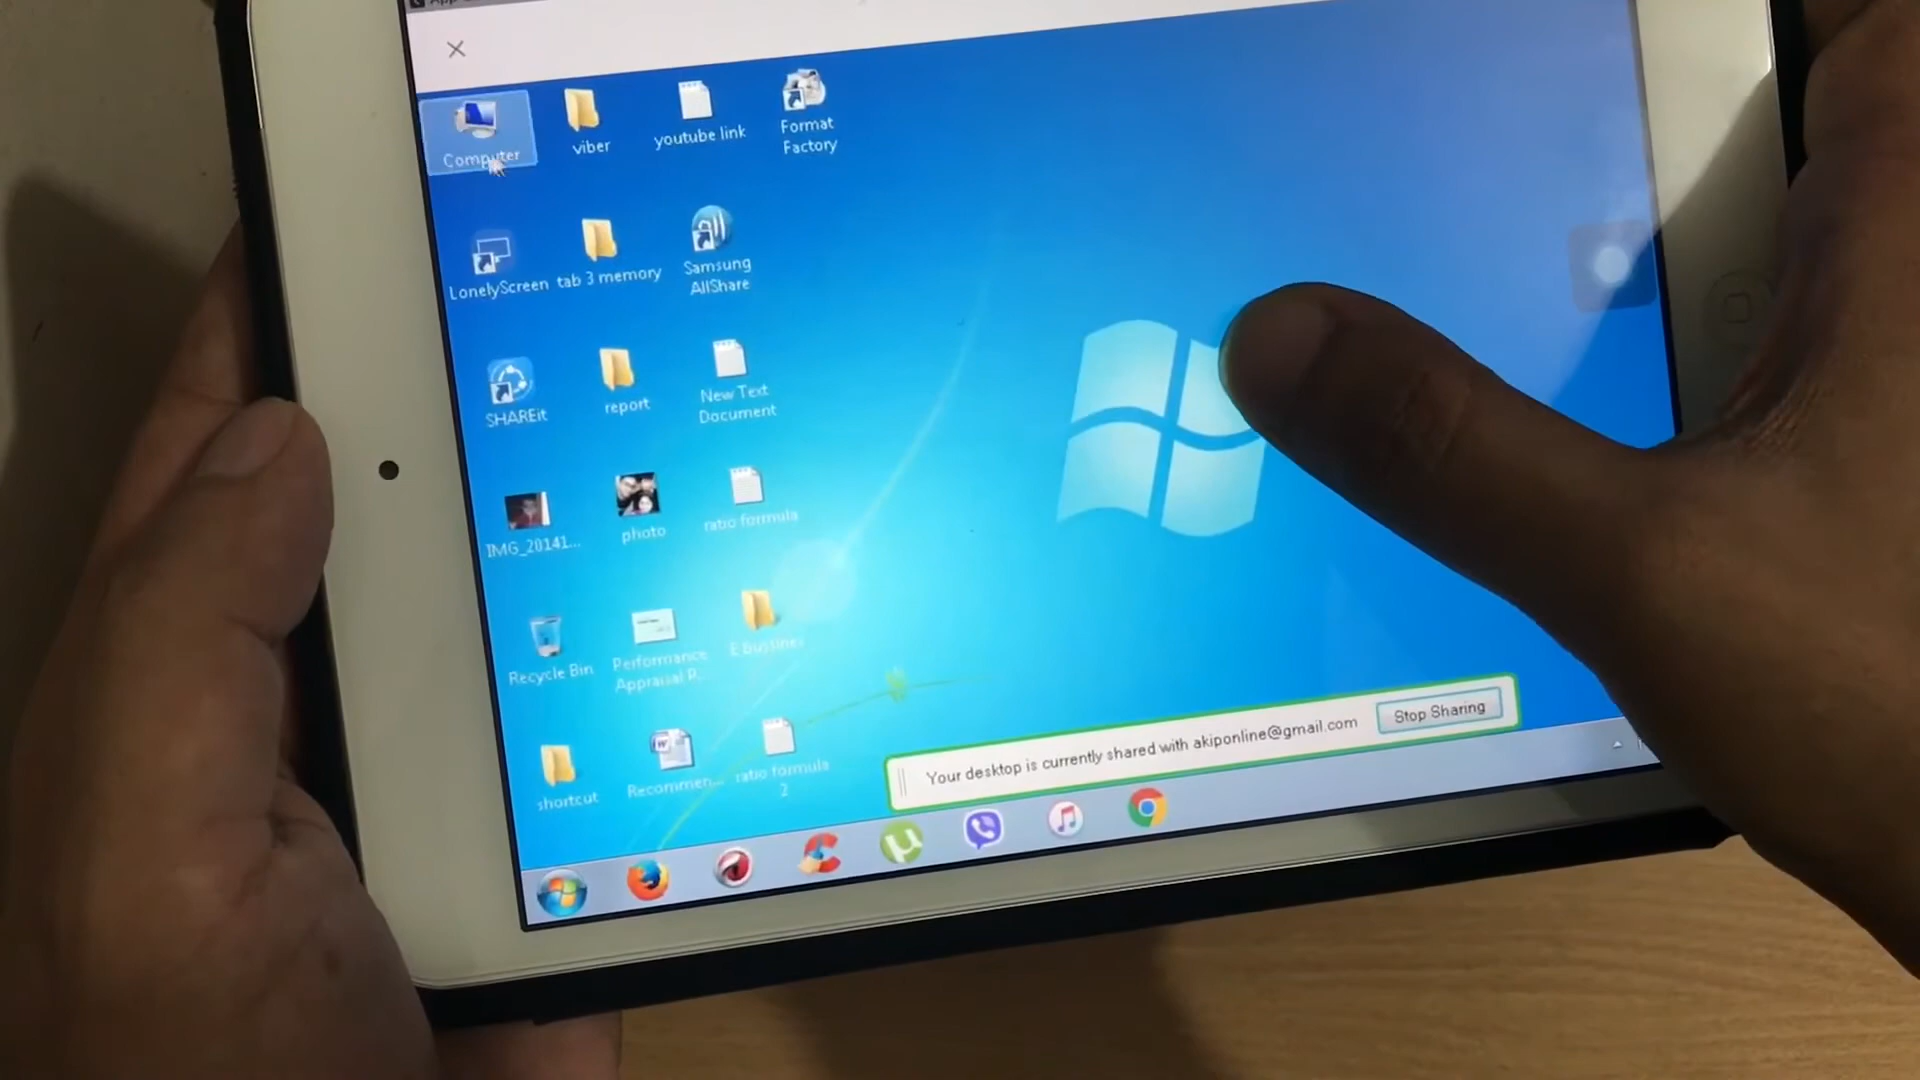 Computer
viber
youtube link
Format
Factory
LonelyScreen
tab 3 memory
Samsung
AllShare
SHAREit
report
New Text
Document
IMG_20141...
photo
ratio formula
Recycle Bin
Performance
Appraisal P...
E bussines
shortcut
Recommen...
ratio formula
2
Your desktop is currently shared with akiponline@gmail.com
Stop Sharing